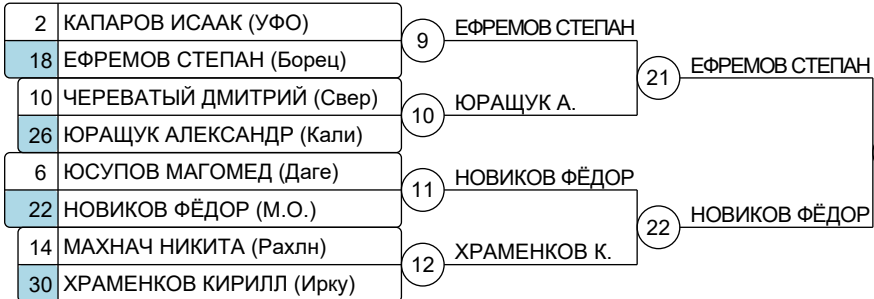 2 КАПАРОВ ИСААК (УФО)
18 ЕФРЕМОВ СТЕПАН (Борец)
9 ЕФРЕМОВ СТЕПАН
10 ЧЕРЕВАТЫЙ ДМИТРИЙ (Свер)
26 ЮРАЩУК АЛЕКСАНДР (Кали)
10 ЮРАЩУК А.
21 ЕФРЕМОВ СТЕПАН
6 ЮСУПОВ МАГОМЕД (Даге)
22 НОВИКОВ ФЁДОР (М.О.)
11 НОВИКОВ ФЁДОР
14 МАХНАЧ НИКИТА (Рахлн)
30 ХРАМЕНКОВ КИРИЛЛ (Ирку)
12 ХРАМЕНКОВ К.
22 НОВИКОВ ФЁДОР